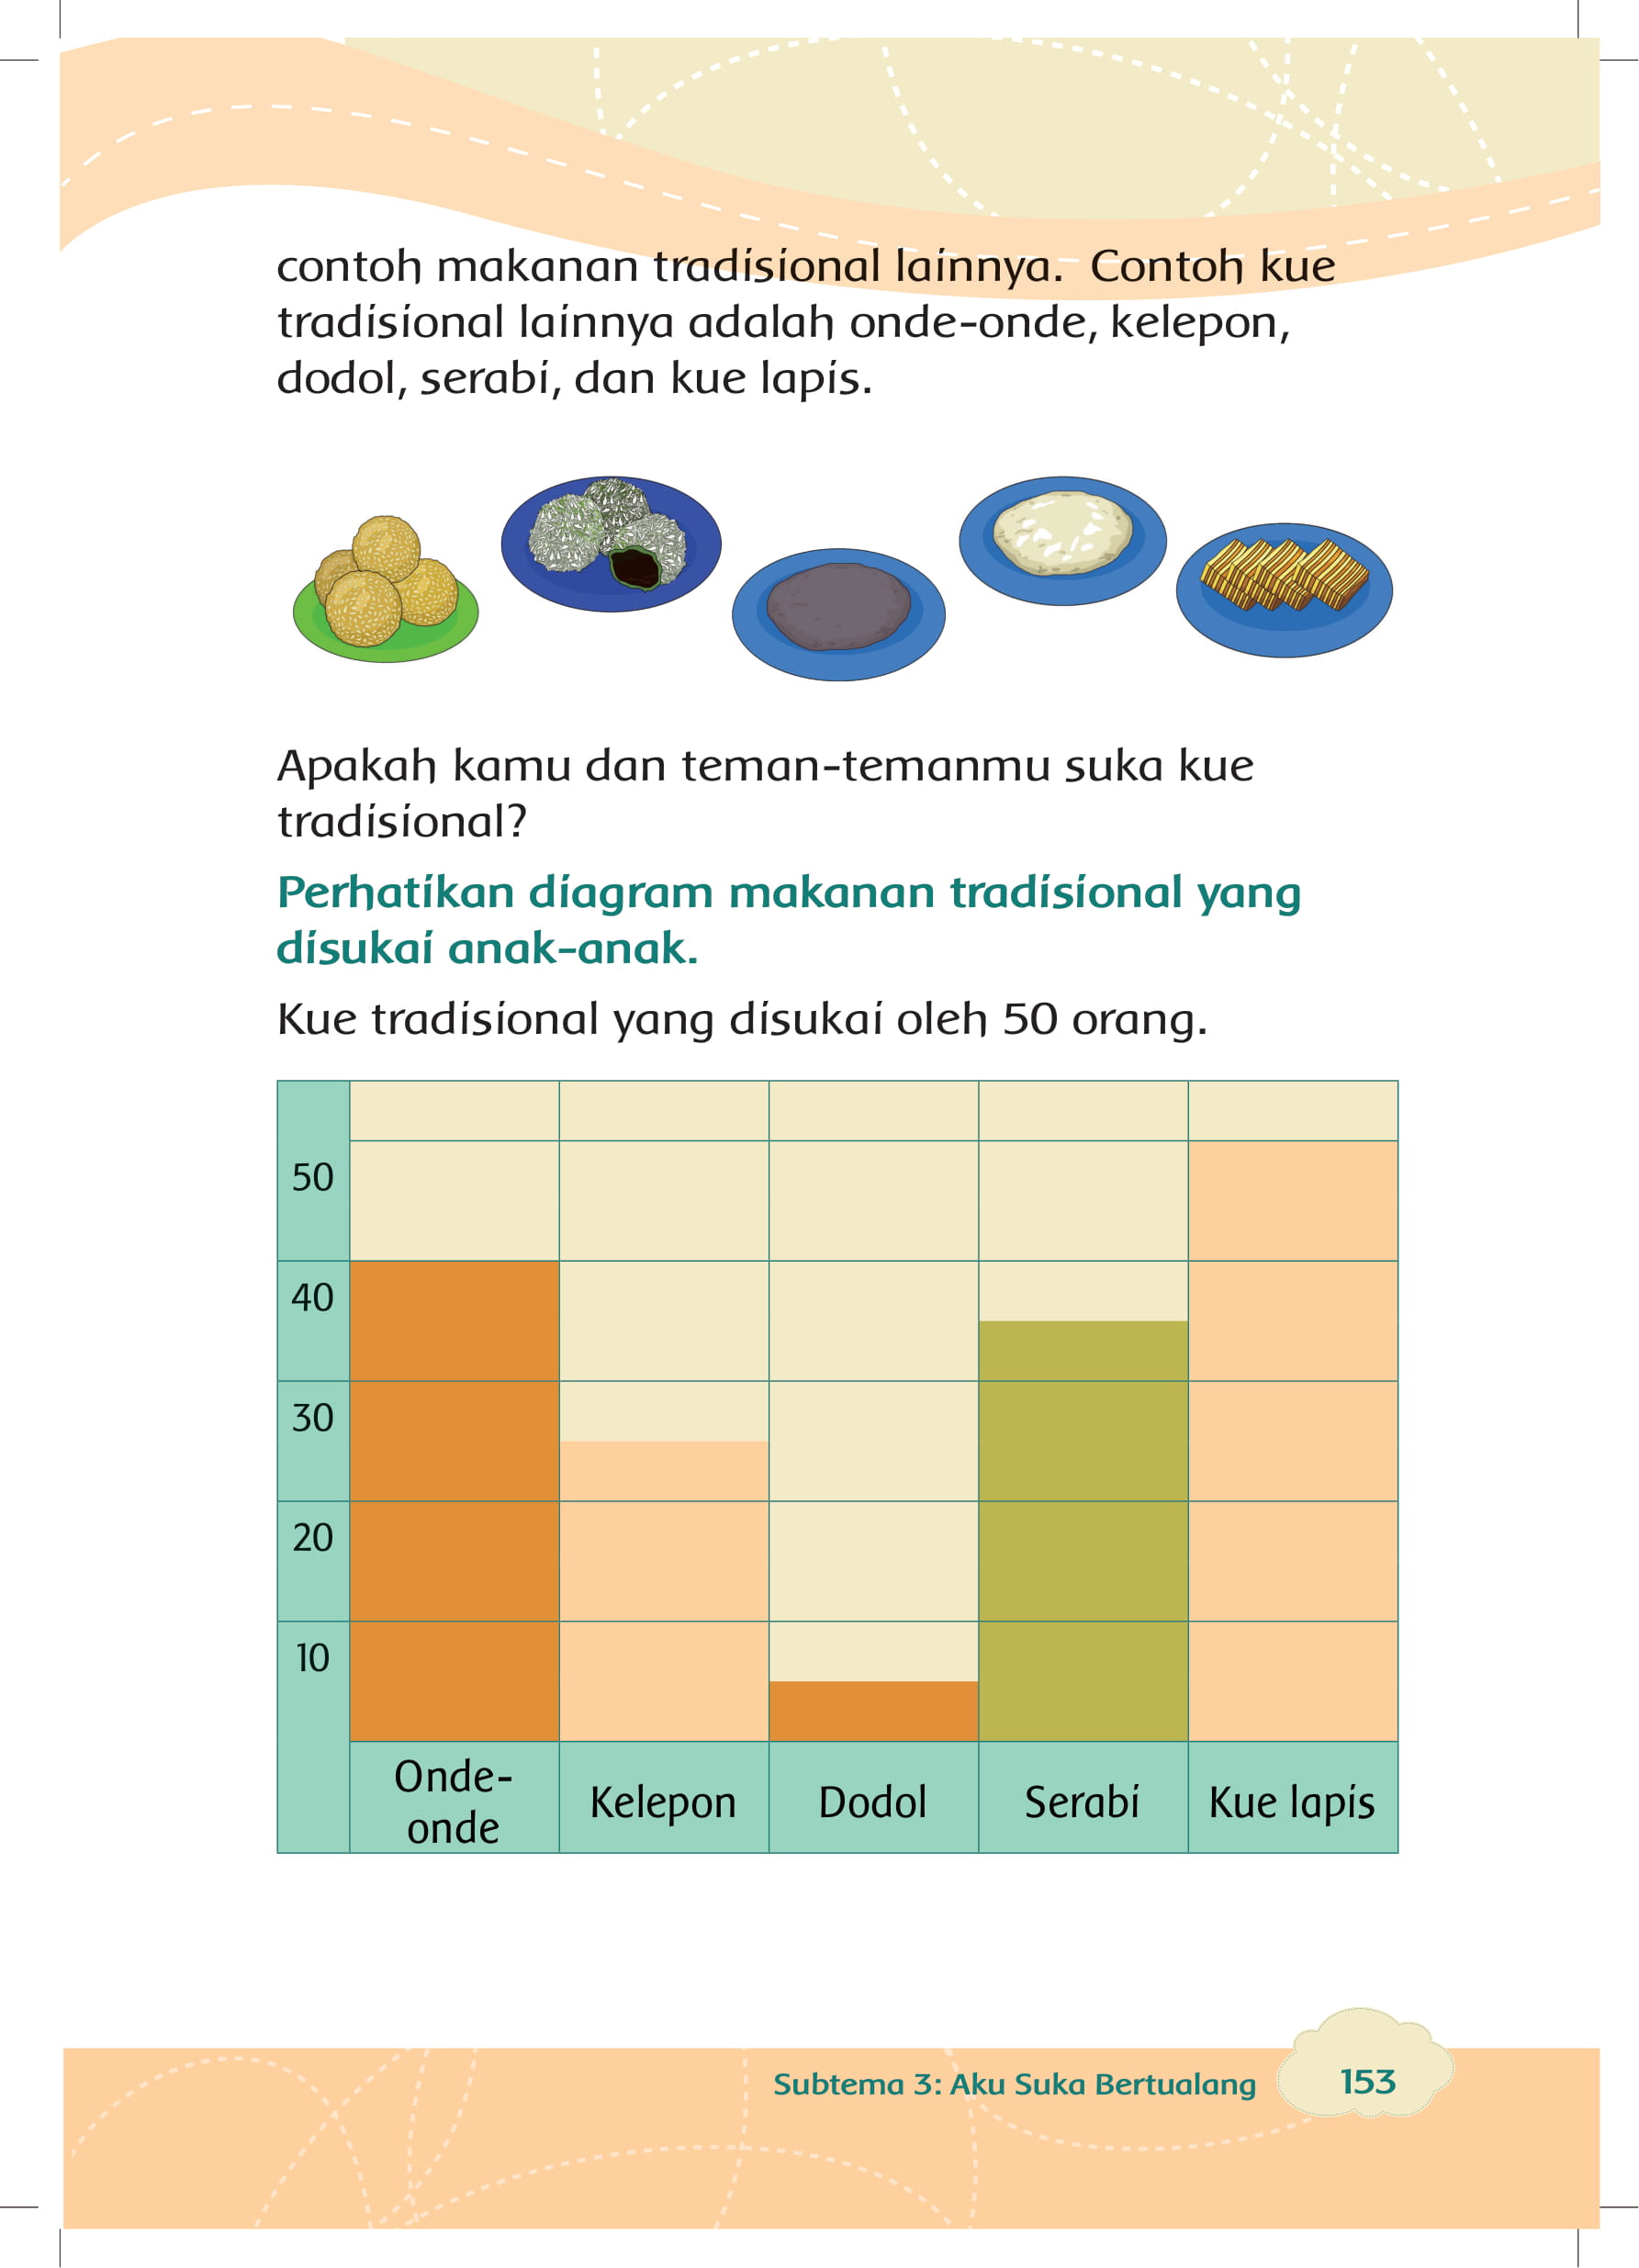 contoh makanan tradisional lainnya.  Contoh kue
tradisional lainnya adalah onde-onde, kelepon,
dodol, serabi, dan kue lapis.
Apakah kamu dan teman-temanmu suka kue
tradisional?
Perhatikan diagram makanan tradisional yang
disukai anak-anak.
Kue tradisional yang disukai oleh 50 orang.
50
40
30
20
10
Onde-
onde
Kelepon
Dodol
Serabi
Kue lapis
Subtema 3: Aku Suka Bertualang
153